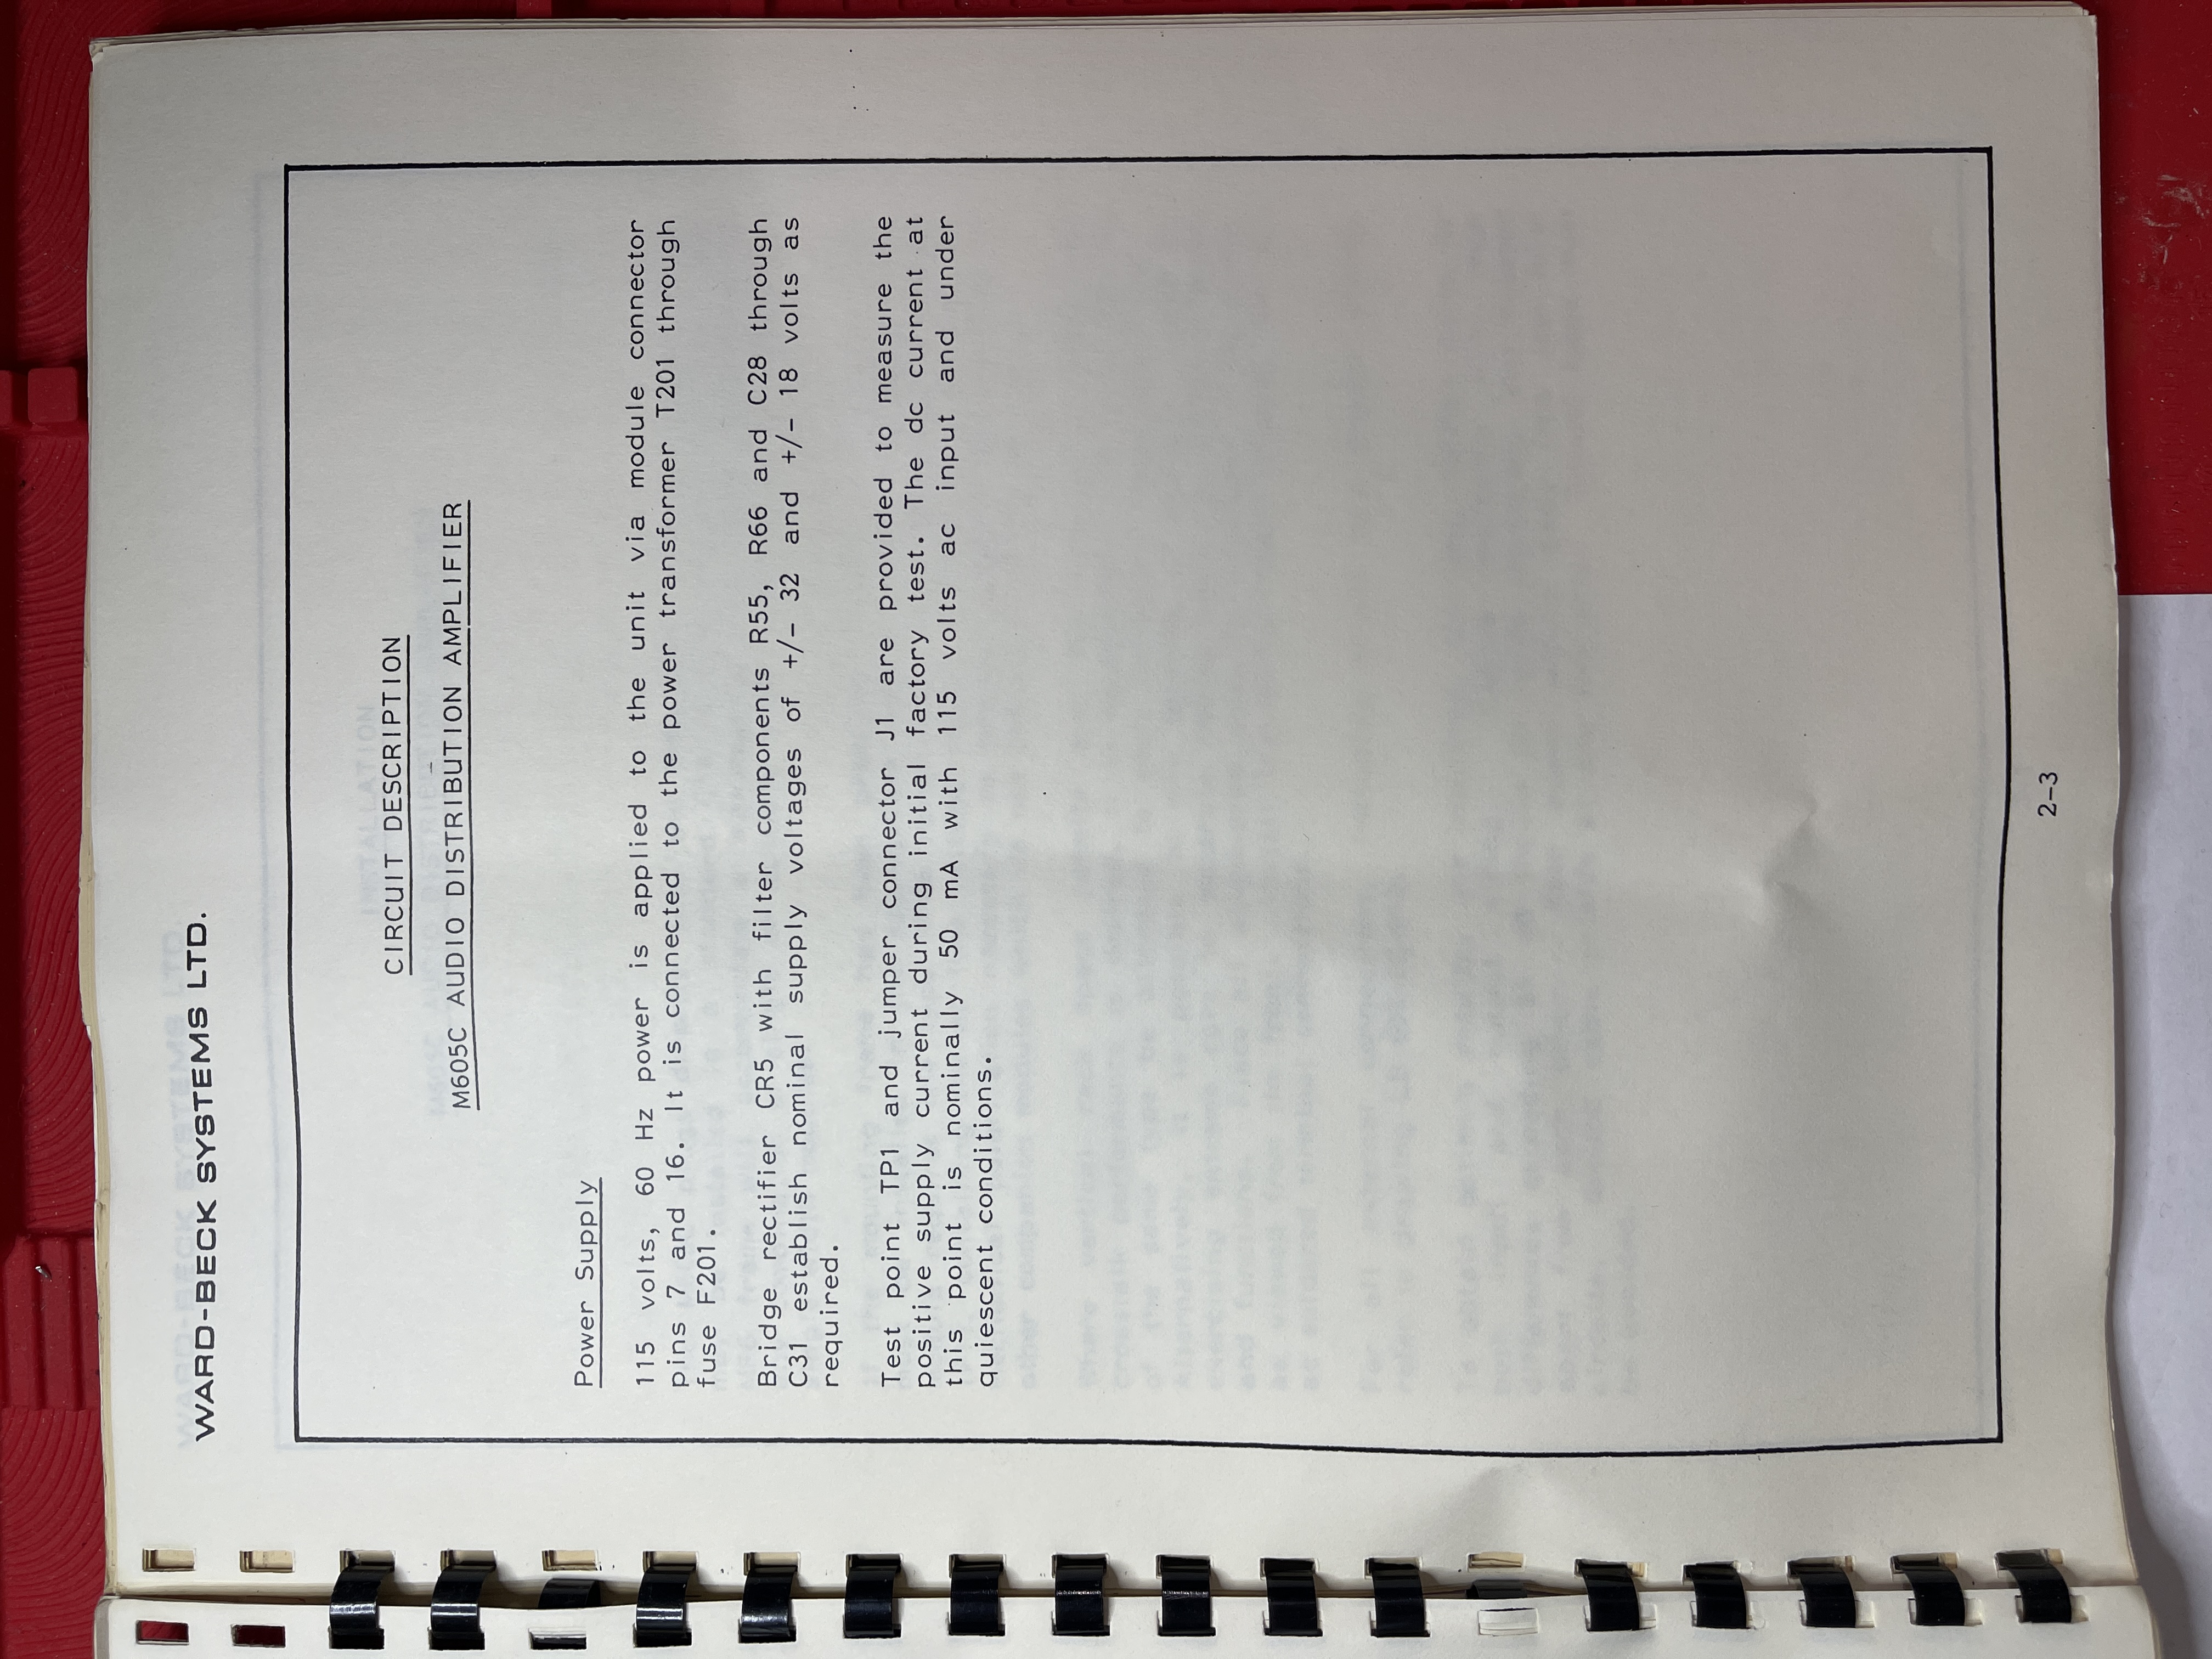 WARD-BECK SYSTEMS LTD.
CIRCUIT DESCRIPTION
M605C AUDIO DISTRIBUTION AMPLIFIER
Power Supply
115 volts, 60 Hz power is applied to the unit via module connector
pins 7 and 16. It is connected to the power transformer T201 through
fuse F201.
Bridge rectifier CR5 with filter components R55, R66 and C28 through
C31 establish nominal supply voltages of +/- 32 and +/- 18 volts as
required.
Test point TP1 and jumper connector J1 are provided to measure the
positive supply current during initial factory test. The dc current at
this point is nominally 50 mA with 115 volts ac input and under
quiescent conditions.
2-3